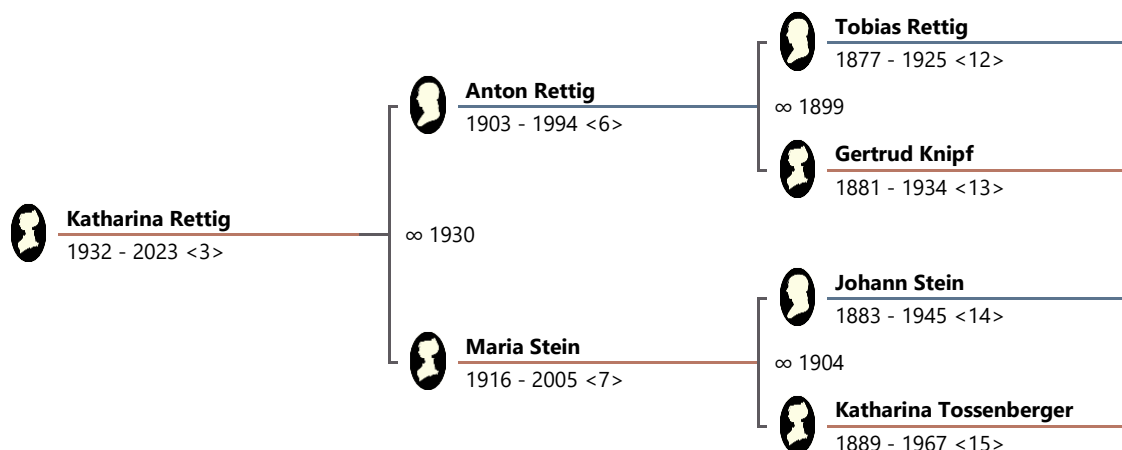 Tobias Rettig
1877 - 1925 <12>
Anton Rettig
1903 - 1994 <6>
∞ 1899
Gertrud Knipf
1881 - 1934 <13>
Katharina Rettig
1932 - 2023 <3>
∞ 1930
Johann Stein
1883 - 1945 <14>
Maria Stein
1916 - 2005 <7>
∞ 1904
Katharina Tossenberger
1889 - 1967 <15>